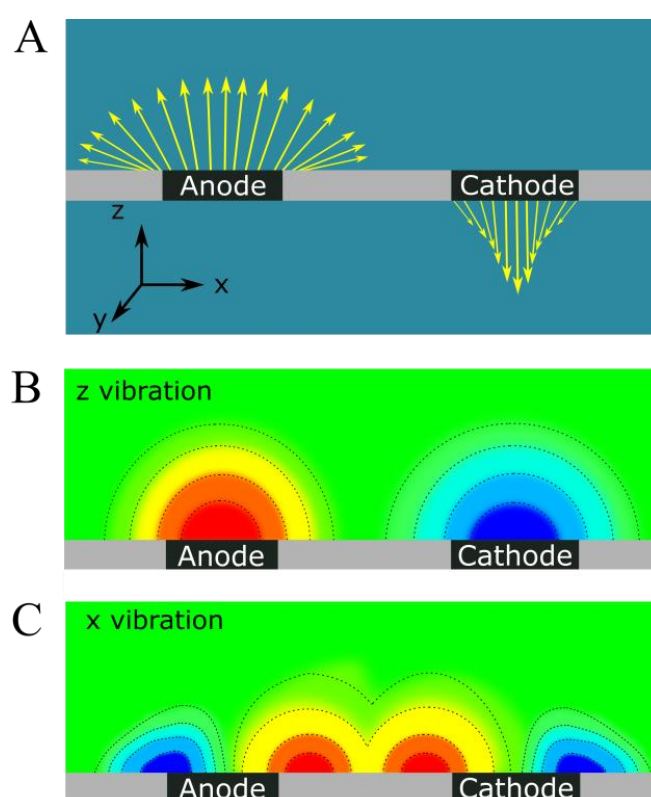 A
Anode
Cathode
z
x
y
B
z vibration
Anode
Cathode
C
x vibration
Anode
Cathode